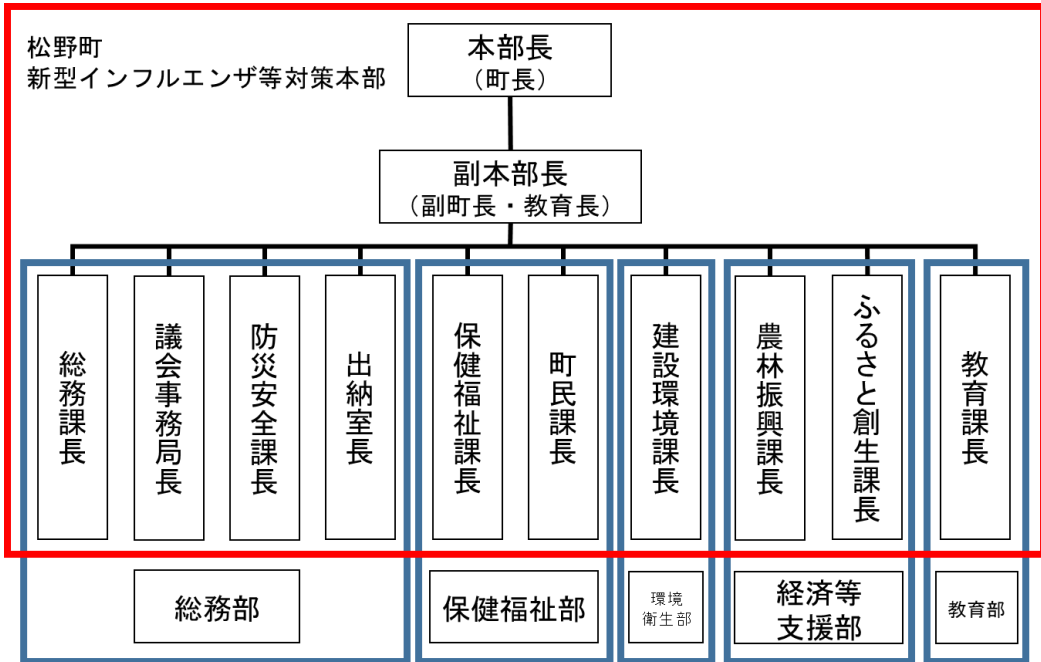 松野町
新型インフルエンザ等対策本部
本部長
（町長）
副本部長
（副町長・教育長）
総務課長
議会事務局長
防災安全課長
出納室長
保健福祉課長
町民課長
建設環境課長
農林振興課長
ふるさと創生課長
教育課長
総務部
保健福祉部
環境
衛生部
経済等
支援部
教育部